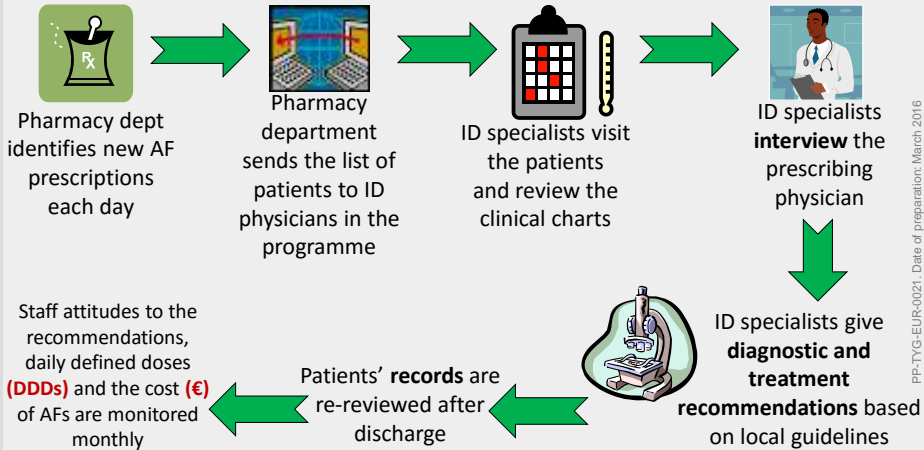 Rx
Pharmacy dept
identifies new AF
prescriptions
each day
Pharmacy
department
sends the list of
patients to ID
physicians in the
programme
ID specialists visit
the patients
and review the
clinical charts
ID specialists
interview the
prescribing
physician
ID specialists give
diagnostic and
treatment
recommendations based
on local guidelines
Patients’ records are
re-reviewed after
discharge
Staff attitudes to the
recommendations,
daily defined doses
(DDDs) and the cost (€)
of AFs are monitored
monthly
PP-TYG-EUR-0021. Date of preparation: March 2016